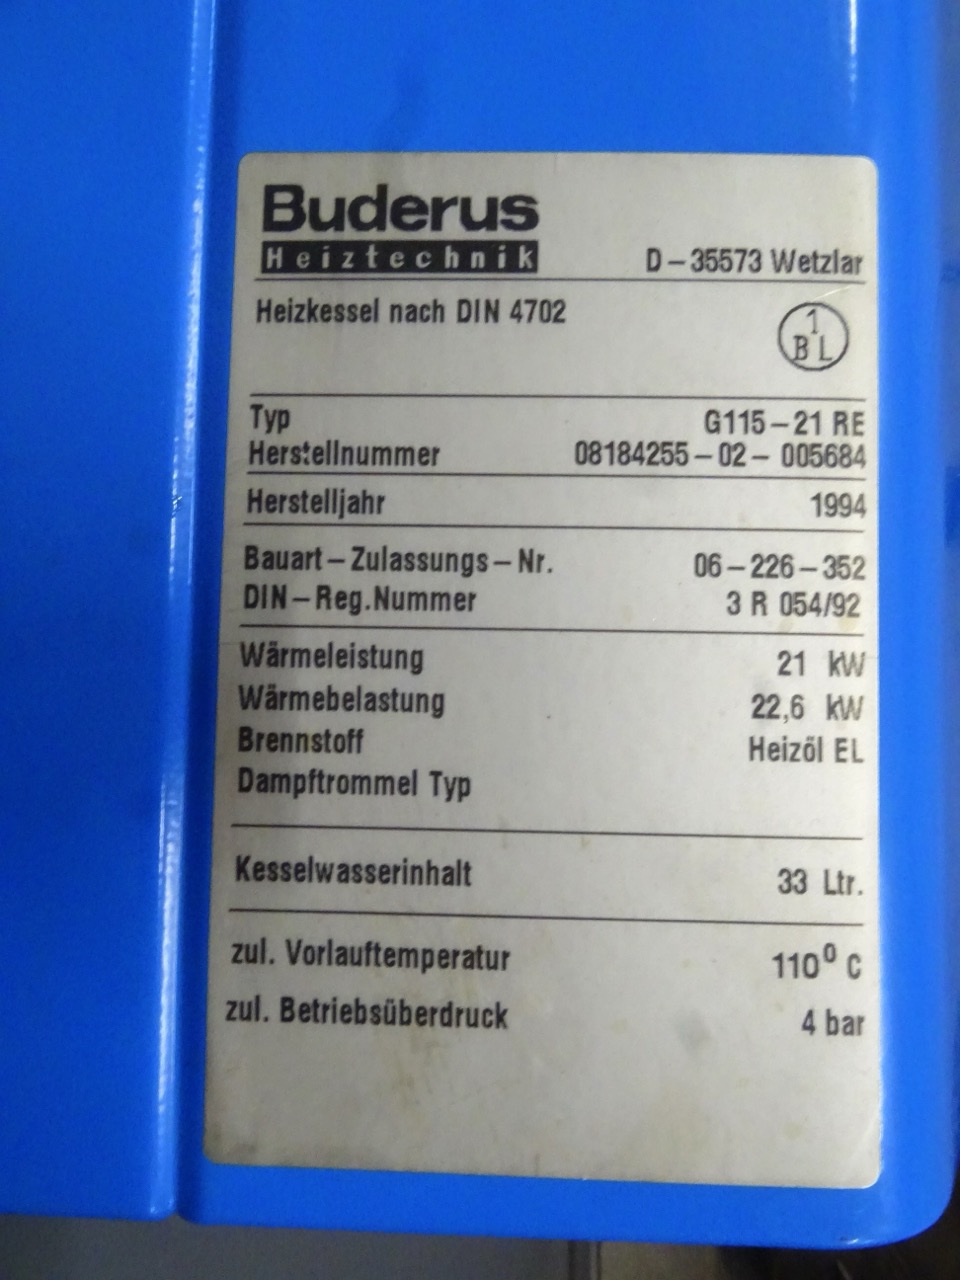 Buderus
Heiztechnik
D-35573 Wetzlar
Heizkessel nach DIN 4702
1
B L
Typ G115-21 RE
Herstellnummer 08184255-02-005684
Herstelljahr 1994
Bauart-Zulassungs-Nr. 06-226-352
DIN-Reg.Nummer 3 R 054/92
Wärmeleistung 21 kW
Wärmebelastung 22,6 kW
Brennstoff Heizöl EL
Dampftrommel Typ
Kesselwasserinhalt 33 Ltr.
zul. Vorlauftemperatur 110° C
zul. Betriebsüberdruck 4 bar